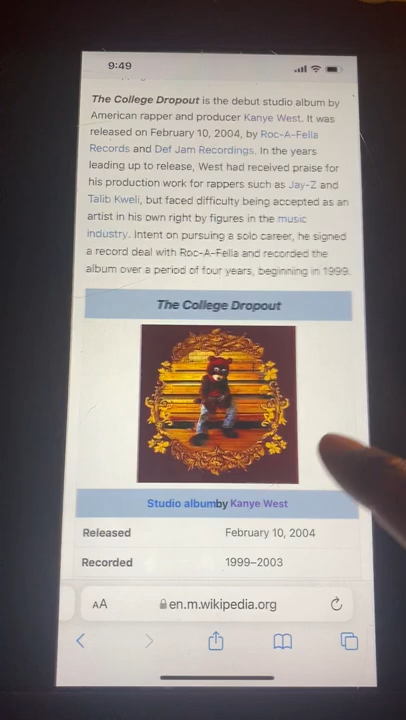 9:49
The College Dropout is the debut studio album by
American rapper and producer Kanye West. It was
released on February 10, 2004, by Roc-A-Fella
Records and Def Jam Recordings. In the years
leading up to release, West had received praise for
his production work for rappers such as Jay-Z and
Talib Kweli, but faced difficulty being accepted as an
artist in his own right by figures in the music
industry. Intent on pursuing a solo career, he signed
a record deal with Roc-A-Fella and recorded the
album over a period of four years, beginning in 1999.
The College Dropout
Studio albumby Kanye West
Released February 10, 2004
Recorded 1999–2003
AA en.m.wikipedia.org